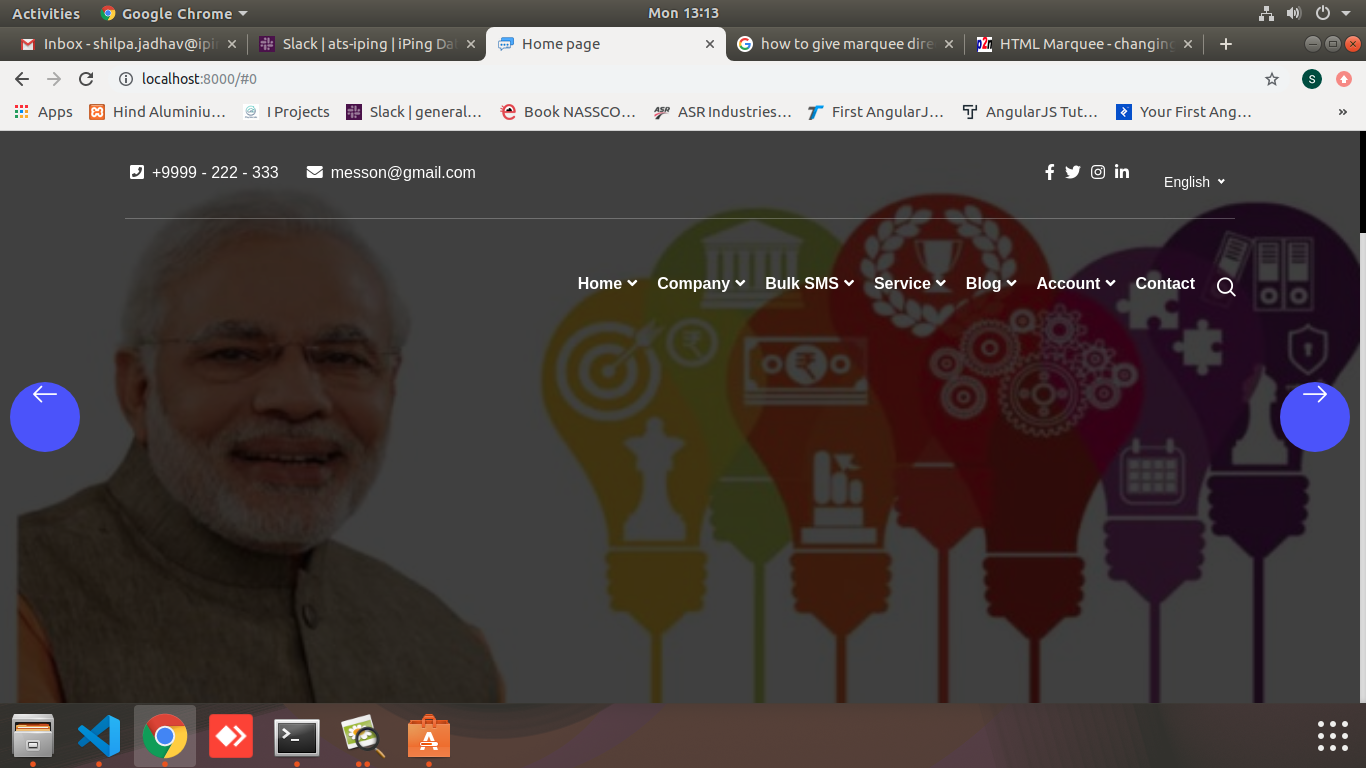 Activities Google Chrome Mon 13:13
Inbox - shilpa.jadhav@ipi Slack | ats-iping | iPing Da Home page how to give marquee dire HTML Marquee - changing
localhost:8000/#0 S
Apps Hind Aluminiu… I Projects Slack | general… Book NASSCO… ASR ASR Industries… First AngularJ… AngularJS Tut… Your First Ang… »
+9999 - 222 - 333 messon@gmail.com English
Home Company Bulk SMS Service Blog Account Contact